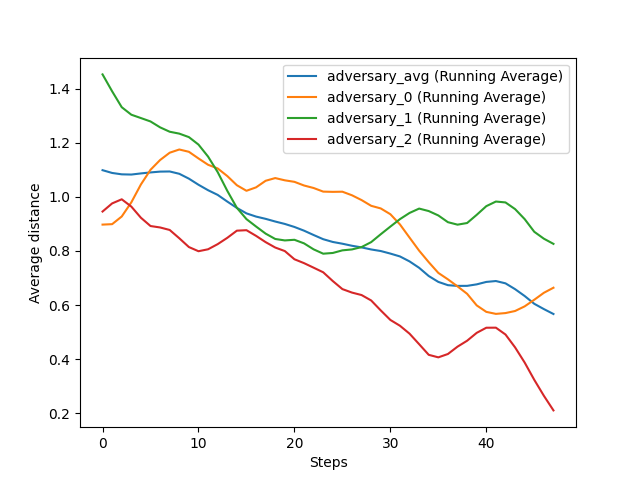 adversary_avg (Running Average)
adversary_0 (Running Average)
adversary_1 (Running Average)
adversary_2 (Running Average)
Average distance
1.4
1.2
1.0
0.8
0.6
0.4
0.2
0 10 20 30 40
Steps